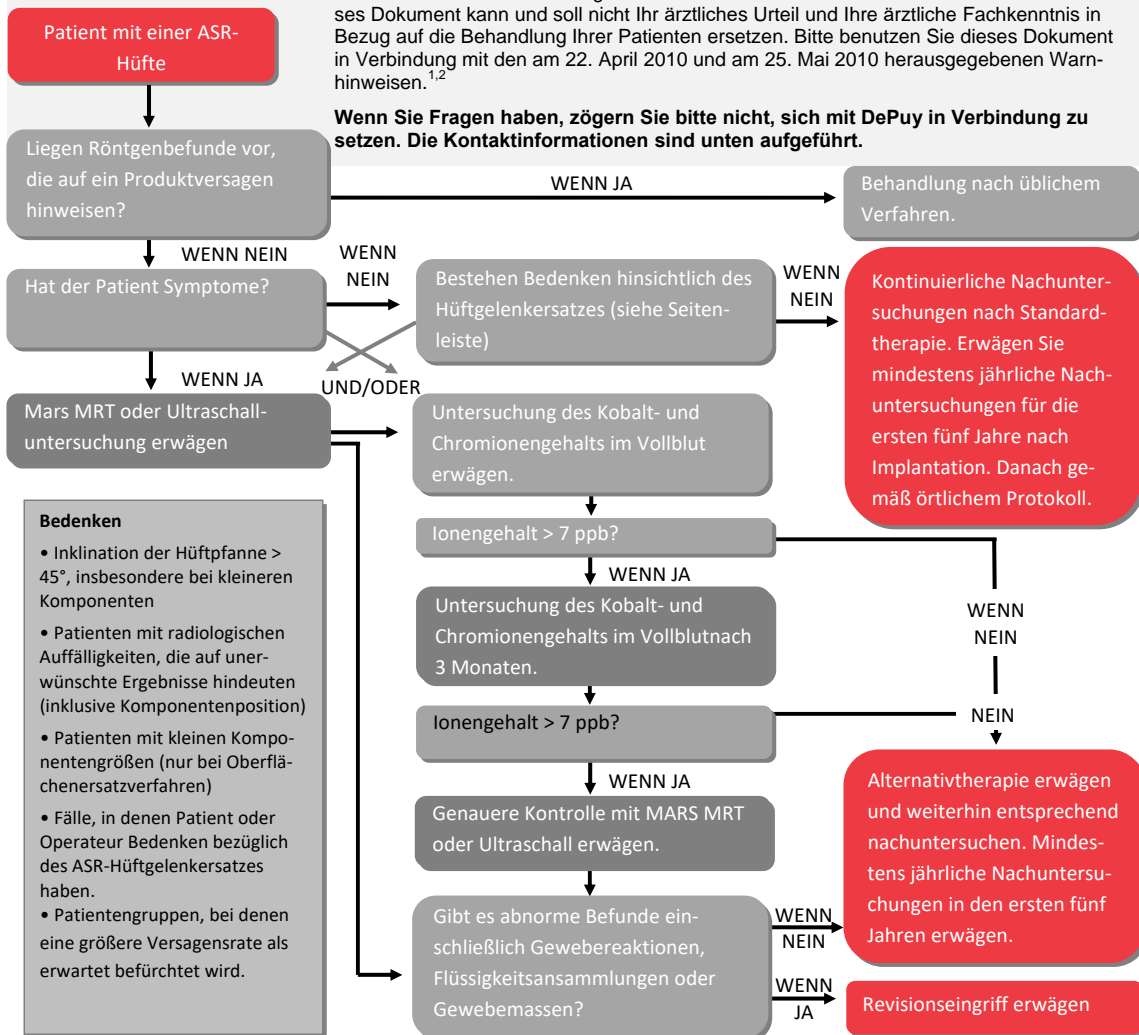 ses Dokument kann und soll nicht Ihr ärztliches Urteil und Ihre ärztliche Fachkenntnis in
Bezug auf die Behandlung Ihrer Patienten ersetzen. Bitte benutzen Sie dieses Dokument
in Verbindung mit den am 22. April 2010 und am 25. Mai 2010 herausgegebenen Warn-
hinweisen.1,2
Wenn Sie Fragen haben, zögern Sie bitte nicht, sich mit DePuy in Verbindung zu
setzen. Die Kontaktinformationen sind unten aufgeführt.
Patient mit einer ASR-
Hüfte
Liegen Röntgenbefunde vor,
die auf ein Produktversagen
hinweisen?
WENN JA
Behandlung nach üblichem
Verfahren.
WENN NEIN
Hat der Patient Symptome?
WENN
NEIN
Bestehen Bedenken hinsichtlich des
Hüftgelenkersatzes (siehe Seiten-
leiste)
WENN
NEIN
Kontinuierliche Nachunter-
suchungen nach Standard-
therapie. Erwägen Sie
mindestens jährliche Nach-
untersuchungen für die
ersten fünf Jahre nach
Implantation. Danach ge-
mäß örtlichem Protokoll.
WENN JA
UND/ODER
Mars MRT oder Ultraschall-
untersuchung erwägen
Untersuchung des Kobalt- und
Chromionengehalts im Vollblut
erwägen.
Bedenken
• Inklination der Hüftpfanne >
45°, insbesondere bei kleineren
Komponenten
• Patienten mit radiologischen
Auffälligkeiten, die auf uner-
wünschte Ergebnisse hindeuten
(inklusive Komponentenposition)
• Patienten mit kleinen Kompo-
nentengrößen (nur bei Oberflä-
chenersatzverfahren)
• Fälle, in denen Patient oder
Operateur Bedenken bezüglich
des ASR-Hüftgelenkersatzes
haben.
• Patientengruppen, bei denen
eine größere Versagensrate als
erwartet befürchtet wird.
Ionengehalt > 7 ppb?
WENN JA
WENN
NEIN
Untersuchung des Kobalt- und
Chromionengehalts im Vollblutnach
3 Monaten.
Ionengehalt > 7 ppb?
NEIN
WENN JA
Genauere Kontrolle mit MARS MRT
oder Ultraschall erwägen.
Alternativtherapie erwägen
und weiterhin entsprechend
nachuntersuchen. Mindes-
tens jährliche Nachuntersu-
chungen in den ersten fünf
Jahren erwägen.
Gibt es abnorme Befunde ein-
schließlich Gewebereaktionen,
Flüssigkeitsansammlungen oder
Gewebemassen?
WENN
NEIN
WENN
JA
Revisionseingriff erwägen